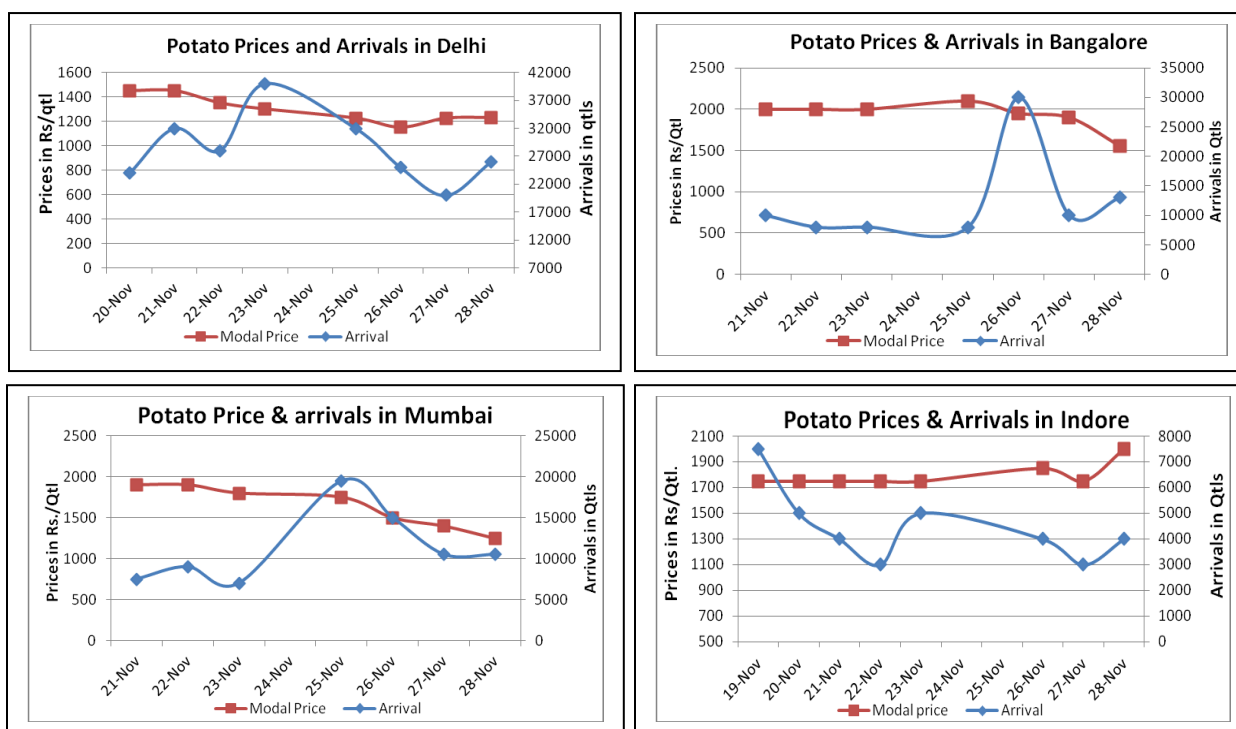 Potato Prices and Arrivals in Delhi
Prices in Rs/qtl
1600
1400
1200
1000
800
600
400
200
0
42000
37000
32000
27000
22000
17000
12000
7000
Arrivals in qtls
20-Nov
21-Nov
22-Nov
23-Nov
24-Nov
25-Nov
26-Nov
27-Nov
28-Nov
Modal Price
Arrival
Potato Prices & Arrivals in Bangalore
Prices in Rs/Qtl
2500
2000
1500
1000
500
0
35000
30000
25000
20000
15000
10000
5000
0
Arrivals in Qtls
21-Nov
22-Nov
23-Nov
24-Nov
25-Nov
26-Nov
27-Nov
28-Nov
Modal Price
Arrival
Potato Price & arrivals in Mumbai
Prices in Rs./Qtl
2500
2000
1500
1000
500
0
25000
20000
15000
10000
5000
0
Arrivals in Qtls
21-Nov
22-Nov
23-Nov
24-Nov
25-Nov
26-Nov
27-Nov
28-Nov
Modal Price
Arrival
Potato Prices & Arrivals in Indore
Prices in Rs/Qtl.
2100
1900
1700
1500
1300
1100
900
700
500
8000
7000
6000
5000
4000
3000
2000
1000
0
Arrivals in Qtls
19-Nov
20-Nov
21-Nov
22-Nov
23-Nov
24-Nov
25-Nov
26-Nov
27-Nov
28-Nov
Modal price
Arrival